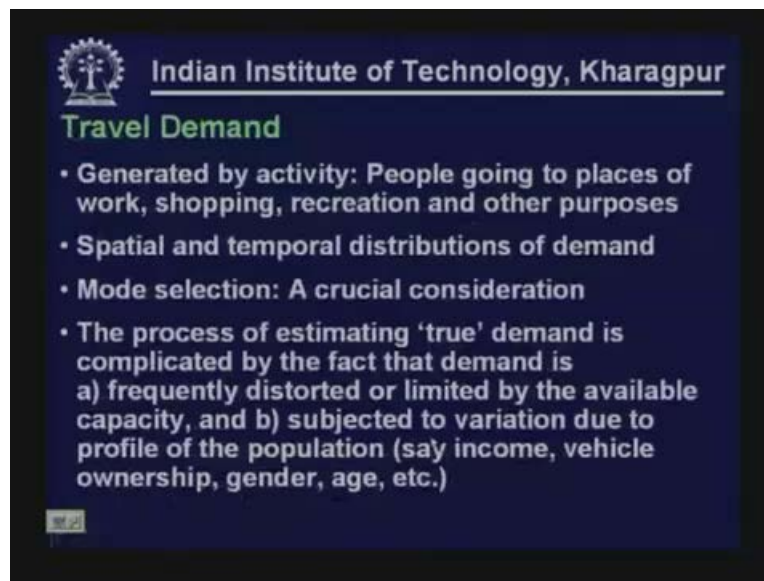 Indian Institute of Technology, Kharagpur
Travel Demand
• Generated by activity: People going to places of
work, shopping, recreation and other purposes
• Spatial and temporal distributions of demand
• Mode selection: A crucial consideration
• The process of estimating ‘true’ demand is
complicated by the fact that demand is
a) frequently distorted or limited by the available
capacity, and b) subjected to variation due to
profile of the population (say income, vehicle
ownership, gender, age, etc.)